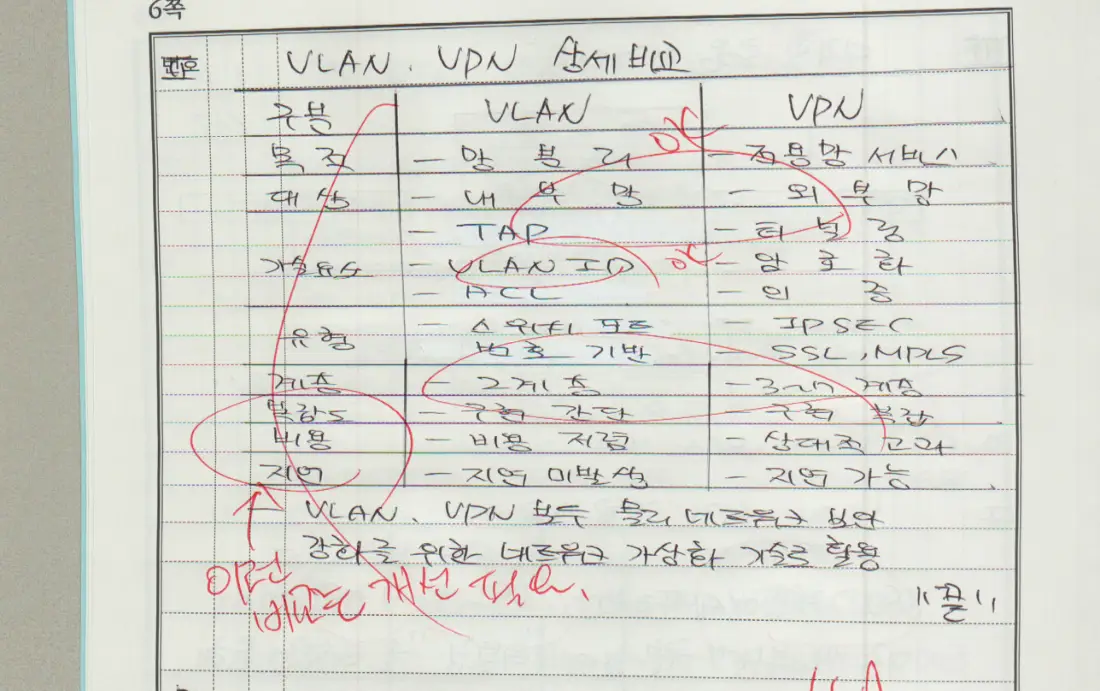 6쪽
번호
VLAN, VPN 상세 비교
구분 VLAN VPN
OK
목적 - 망 분리 - 전용망 서비스
대상 - 내부망 - 외부망
- TAP - 터널링
기술요소 - VLAN ID OK - 암호화
- ACL - 인증
유형 - 스위치 포트 - IPSEC
번호 기반 - SSL, MPLS
계층 - 2계층 - 3~7 계층
복잡도 - 구현 간단 - 구현 복잡
비용 - 비용 저렴 - 상대적 고가
지연 - 지연 미발생 - 지연 가능
- VLAN, VPN 모두 물리 네트워크 보안
강화를 위한 네트워크 가상화 기술로 활용
이런
비교는 개선 필요.
"끝"